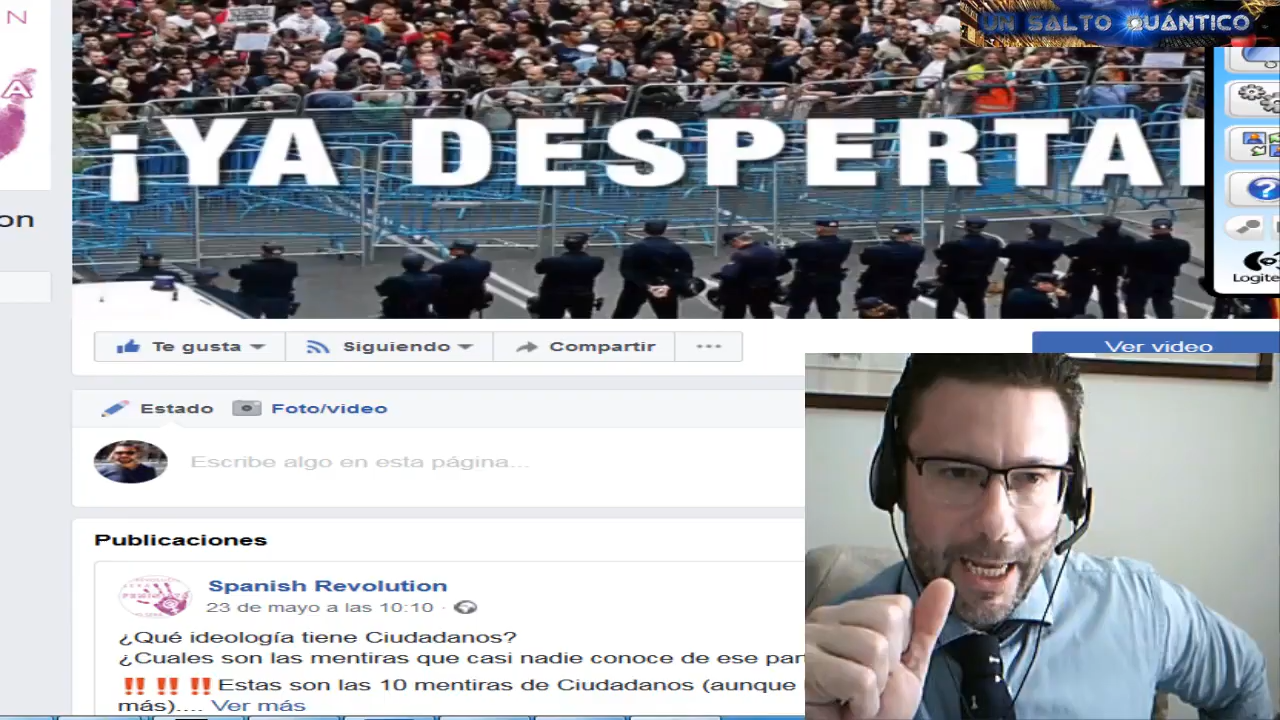 UN SALTO QUÁNTICO
N
A
¡YA DESPERTA
on
Te gusta
Siguiendo
Compartir
Ver video
Estado
Foto/video
Escribe algo en esta página...
Publicaciones
Spanish Revolution
23 de mayo a las 10:10 ·
¿Qué ideología tiene Ciudadanos?
¿Cuales son las mentiras que casi nadie conoce de ese par
‼️ ‼️ ‼️Estas son las 10 mentiras de Ciudadanos (aunque
más).... Ver más
Logite